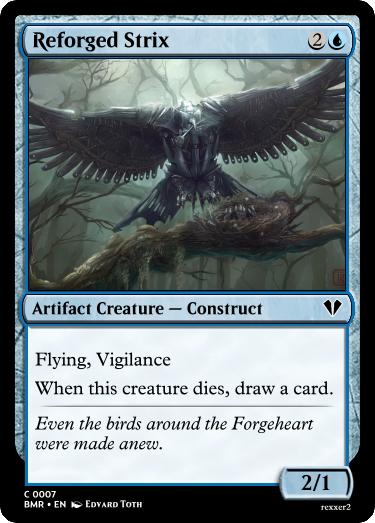 Reforged Strix 2
Artifact Creature — Construct
Flying, Vigilance
When this creature dies, draw a card.
Even the birds around the Forgeheart
were made anew.
2/1
C 0007
BMR • EN Edvard Toth
rexxer2